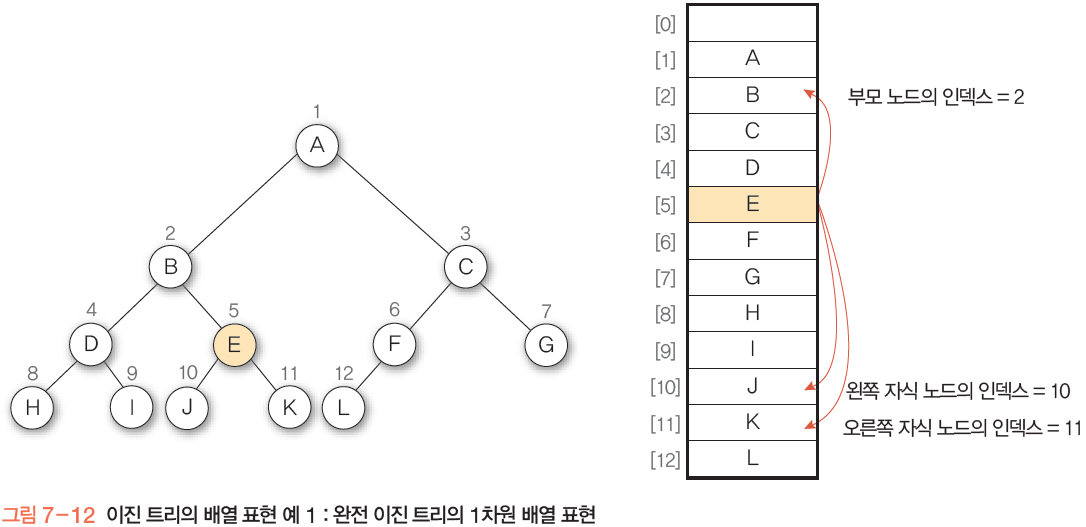 1
A
2
B
3
C
4
D
5
E
6
F
7
G
8
H
9
I
10
J
11
K
12
L
[0]
[1] A
[2] B 부모 노드의 인덱스 = 2
[3] C
[4] D
[5] E
[6] F
[7] G
[8] H
[9] I
[10] J 왼쪽 자식 노드의 인덱스 = 10
[11] K 오른쪽 자식 노드의 인덱스 = 11
[12] L
그림 7-12 이진 트리의 배열 표현 예 1 : 완전 이진 트리의 1차원 배열 표현